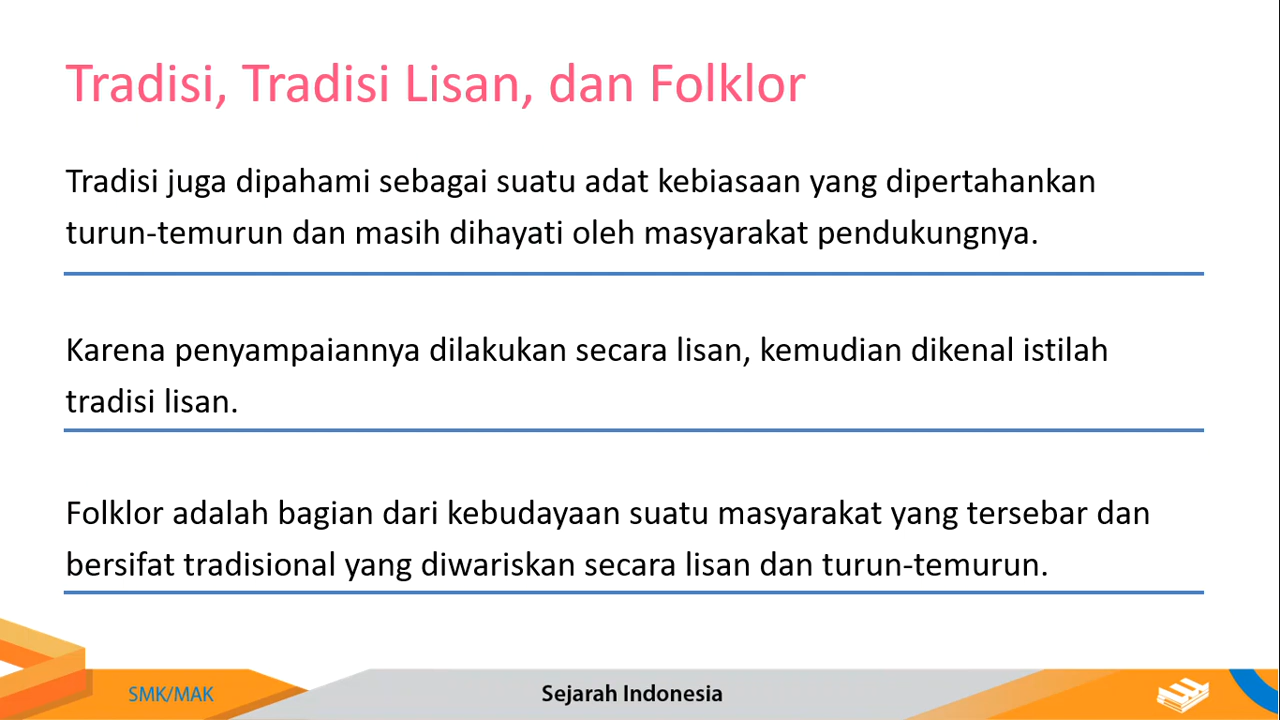 Tradisi, Tradisi Lisan, dan Folklor
Tradisi juga dipahami sebagai suatu adat kebiasaan yang dipertahankan
turun-temurun dan masih dihayati oleh masyarakat pendukungnya.
Karena penyampaiannya dilakukan secara lisan, kemudian dikenal istilah
tradisi lisan.
Folklor adalah bagian dari kebudayaan suatu masyarakat yang tersebar dan
bersifat tradisional yang diwariskan secara lisan dan turun-temurun.
SMK/MAK
Sejarah Indonesia